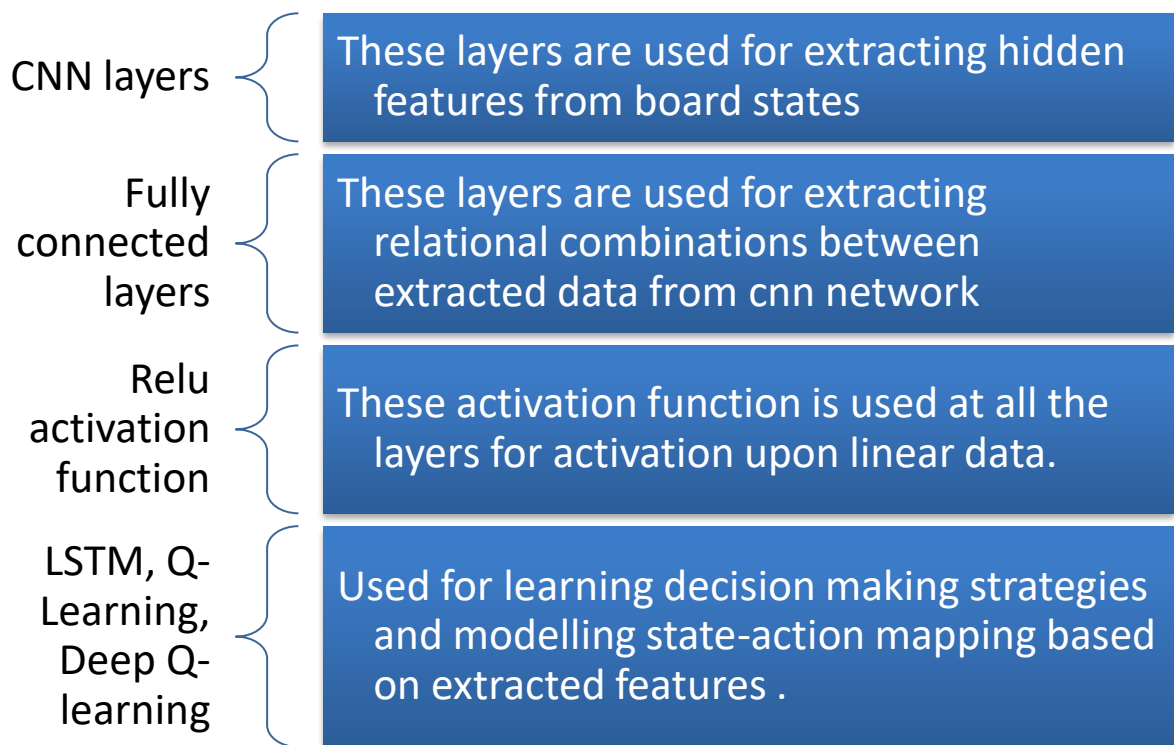 CNN layers
These layers are used for extracting hidden
features from board states
Fully
connected
layers
These layers are used for extracting
relational combinations between
extracted data from cnn network
Relu
activation
function
These activation function is used at all the
layers for activation upon linear data.
LSTM, Q-
Learning,
Deep Q-
learning
Used for learning decision making strategies
and modelling state-action mapping based
on extracted features .